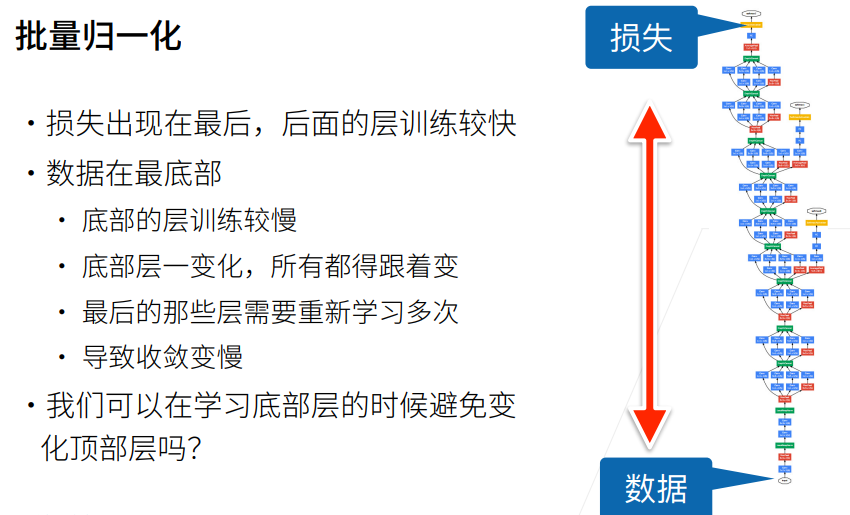 批量归一化
• 损失出现在最后，后面的层训练较快
• 数据在最底部
• 底部的层训练较慢
• 底部层一变化，所有都得跟着变
• 最后的那些层需要重新学习多次
• 导致收敛变慢
• 我们可以在学习底部层的时候避免变
化顶部层吗？
损失
数据